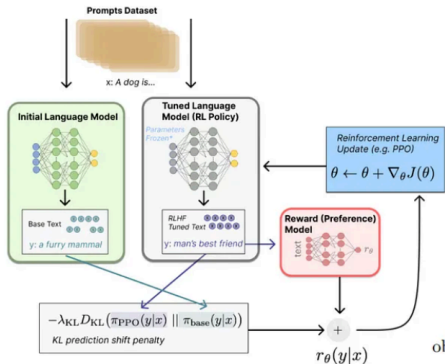 Prompts Dataset
x: A dog is...
Initial Language Model
Tuned Language
Model (RL Policy)
Parameters
Frozen*
Reinforcement Learning
Update (e.g. PPO)
θ ← θ + ∇θJ(θ)
Base Text
y: a furry mammal
RLHF
Tuned Text
y: man's best friend
Reward (Preference)
Model
text
rθ
−λKL DKL(πPPO(y|x) || πbase(y|x))
KL prediction shift penalty
+
rθ(y|x)